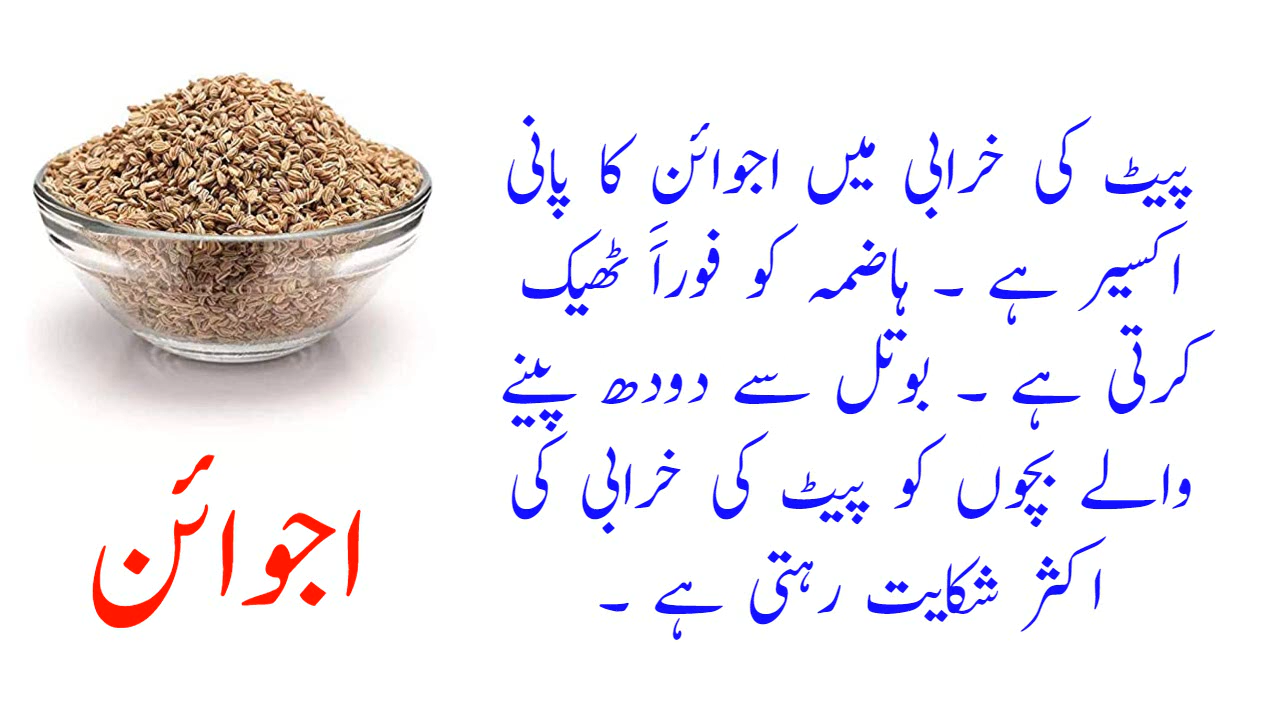 پیٹ کی خرابی میں اجوائن کا پانی
اکسیر ہے ۔ ہاضمہ کو فوراََ ٹھیک
کرتی ہے ۔ بوتل سے دودھ پینے
والے بچوں کو پیٹ کی خرابی کی
اکثر شکایت رہتی ہے ۔
اجوائن